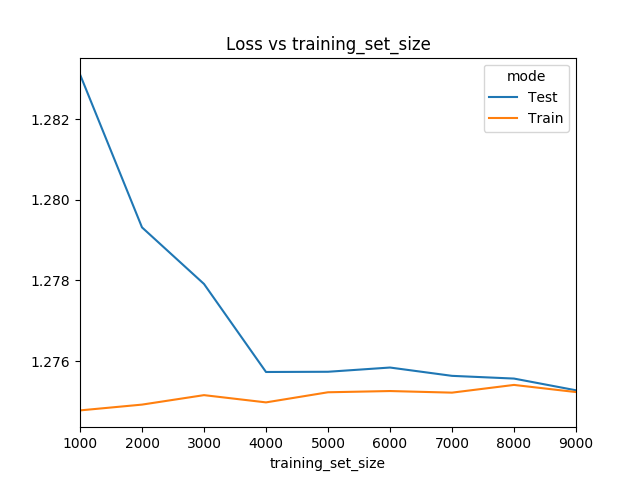 Loss vs training_set_size
mode
Test
Train
1.282
1.280
1.278
1.276
1000 2000 3000 4000 5000 6000 7000 8000 9000
training_set_size